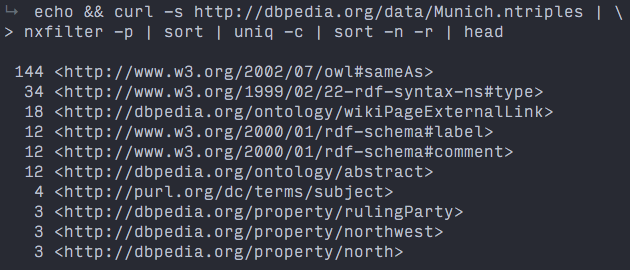 ↪ echo && curl -s http://dbpedia.org/data/Munich.ntriples | \
> nxfilter -p | sort | uniq -c | sort -n -r | head
144 <http://www.w3.org/2002/07/owl#sameAs>
34 <http://www.w3.org/1999/02/22-rdf-syntax-ns#type>
18 <http://dbpedia.org/ontology/wikiPageExternalLink>
12 <http://www.w3.org/2000/01/rdf-schema#label>
12 <http://www.w3.org/2000/01/rdf-schema#comment>
12 <http://dbpedia.org/ontology/abstract>
4 <http://purl.org/dc/terms/subject>
3 <http://dbpedia.org/property/rulingParty>
3 <http://dbpedia.org/property/northwest>
3 <http://dbpedia.org/property/north>